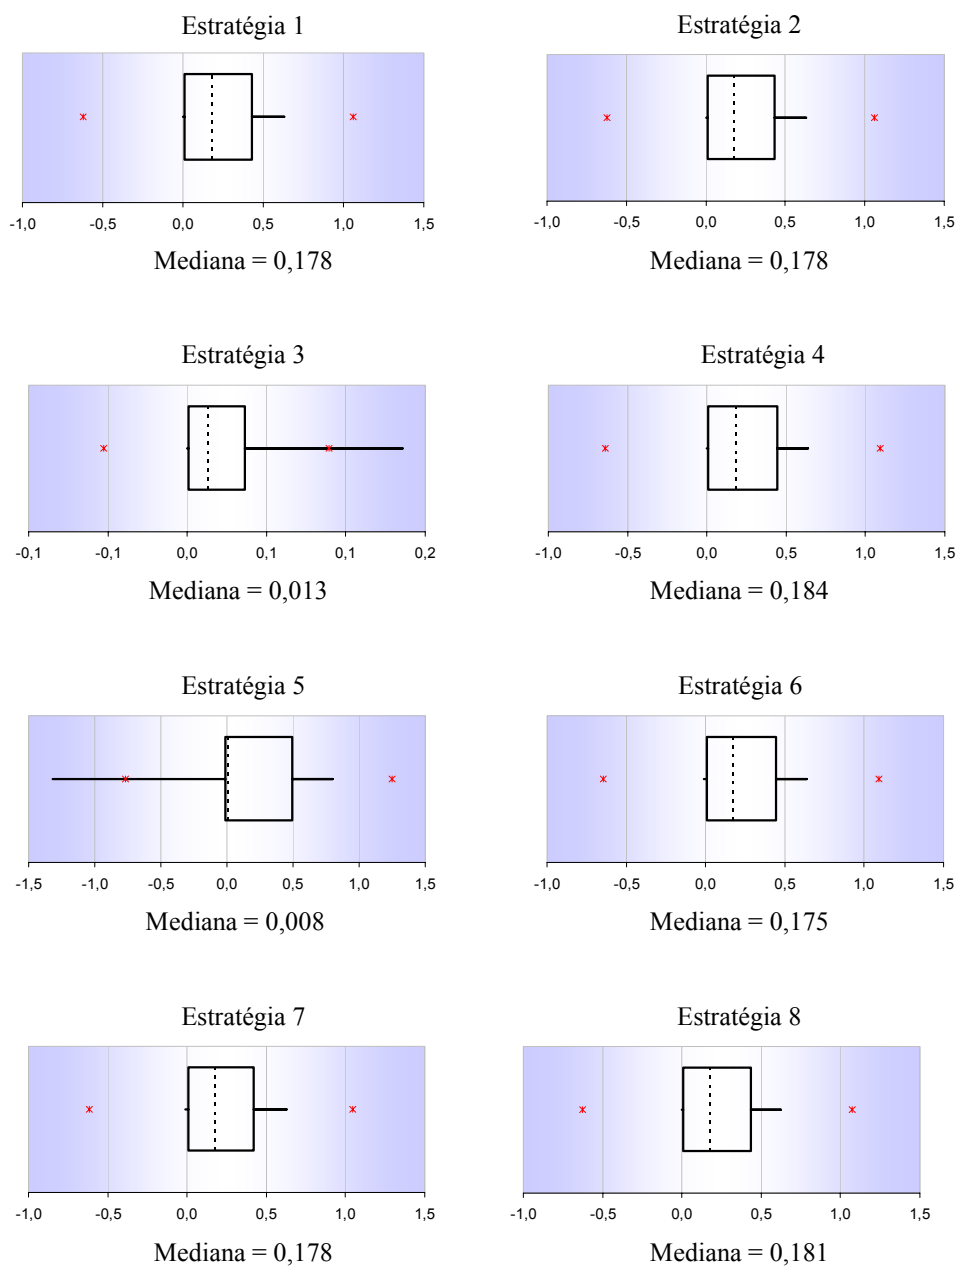 Estratégia 1
-1,0 -0,5 0,0 0,5 1,0 1,5
Mediana = 0,178
Estratégia 2
-1,0 -0,5 0,0 0,5 1,0 1,5
Mediana = 0,178
Estratégia 3
-0,1 -0,1 0,0 0,1 0,1 0,2
Mediana = 0,013
Estratégia 4
-1,0 -0,5 0,0 0,5 1,0 1,5
Mediana = 0,184
Estratégia 5
-1,5 -1,0 -0,5 0,0 0,5 1,0 1,5
Mediana = 0,008
Estratégia 6
-1,0 -0,5 0,0 0,5 1,0 1,5
Mediana = 0,175
Estratégia 7
-1,0 -0,5 0,0 0,5 1,0 1,5
Mediana = 0,178
Estratégia 8
-1,0 -0,5 0,0 0,5 1,0 1,5
Mediana = 0,181